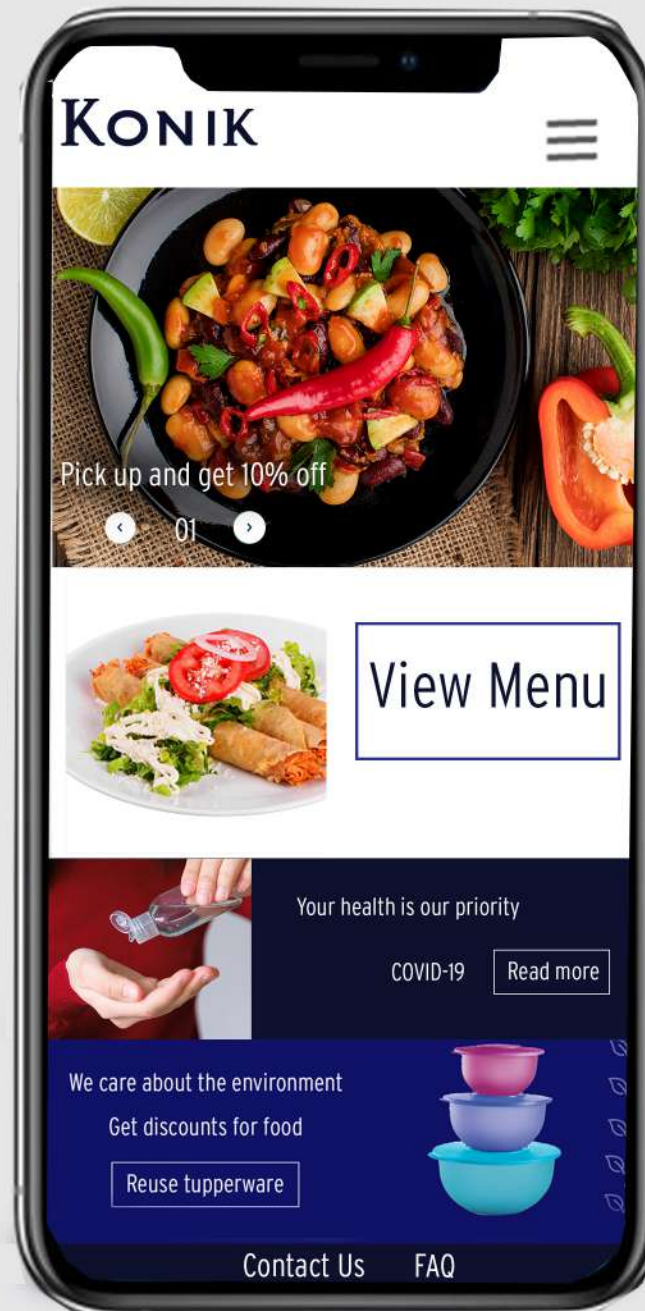 KONIK
Pick up and get 10% off
01
View Menu
Your health is our priority
COVID-19 Read more
We care about the environment
Get discounts for food
Reuse tupperware
Contact Us FAQ